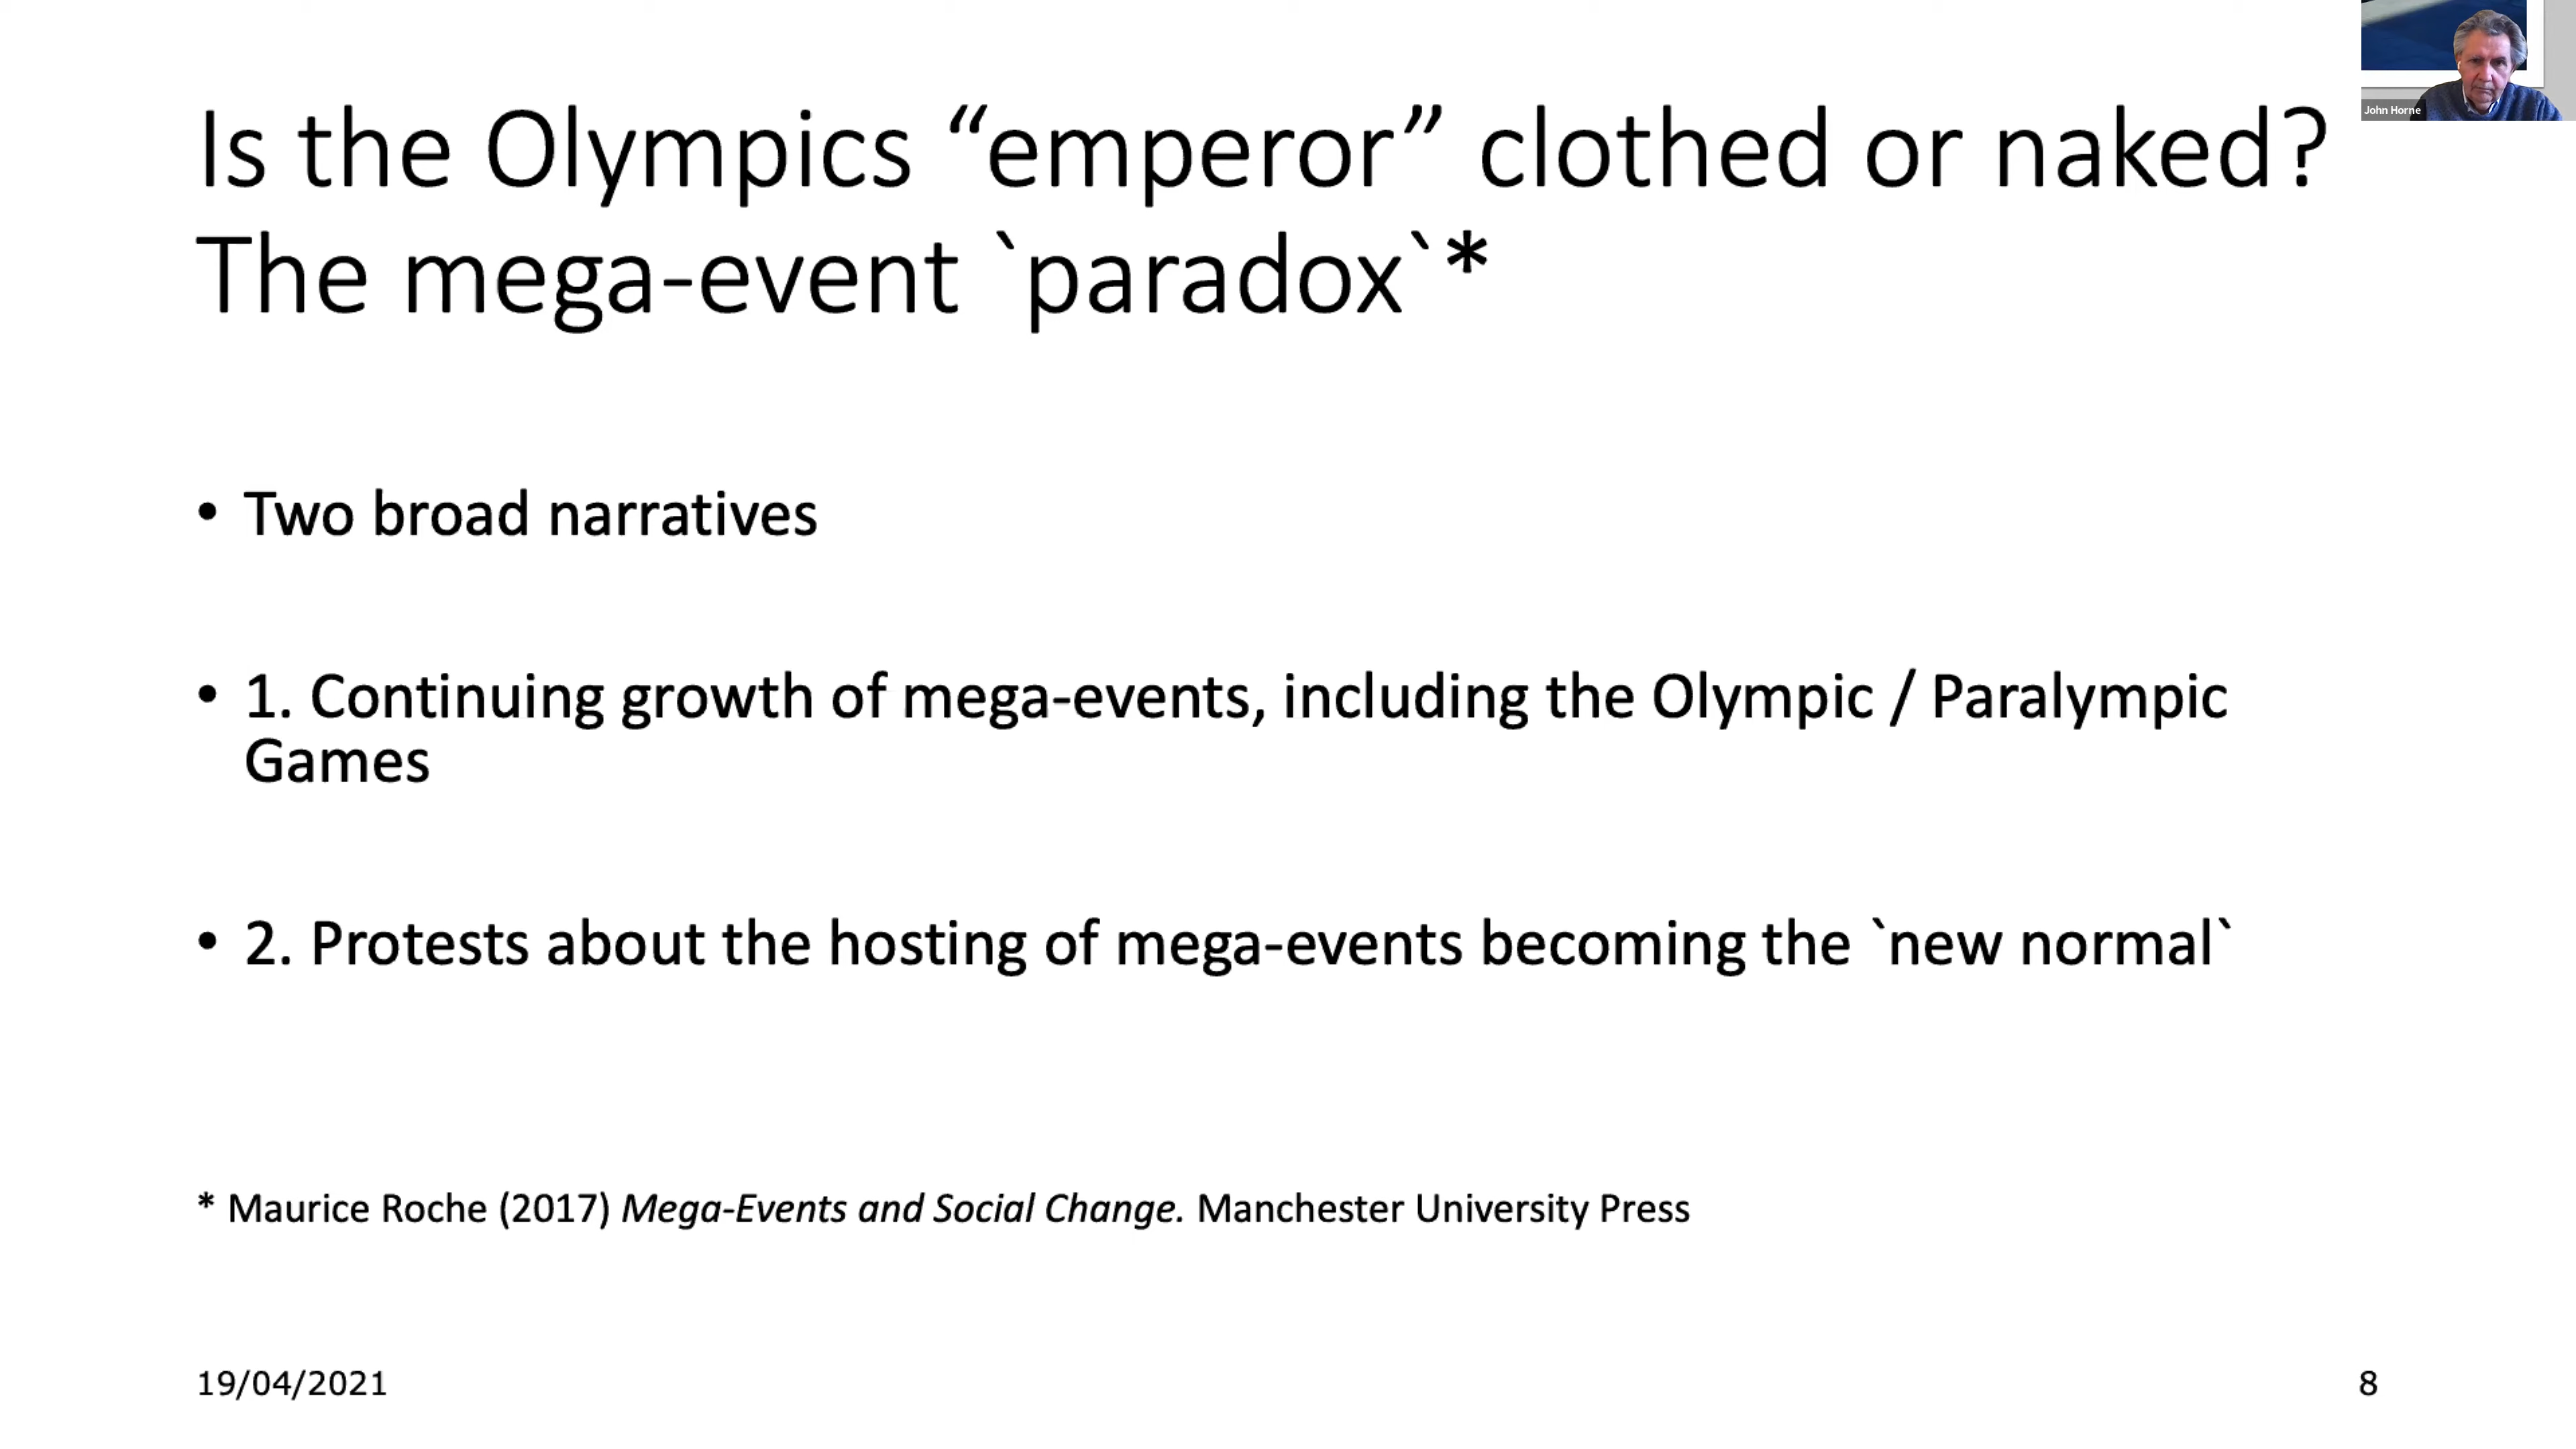 John Horne
Is the Olympics “emperor” clothed or naked?
The mega-event `paradox`*
• Two broad narratives
• 1. Continuing growth of mega-events, including the Olympic / Paralympic
Games
• 2. Protests about the hosting of mega-events becoming the `new normal`
* Maurice Roche (2017) Mega-Events and Social Change. Manchester University Press
19/04/2021
8